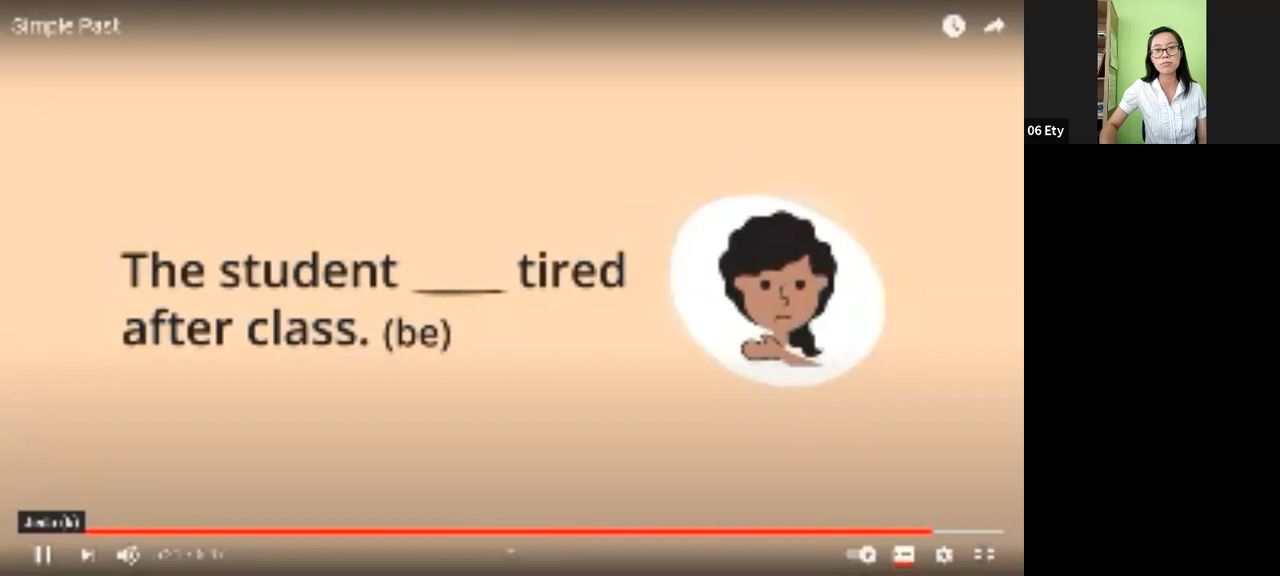 Simple Past
The student ____ tired
after class. (be)
06 Ety